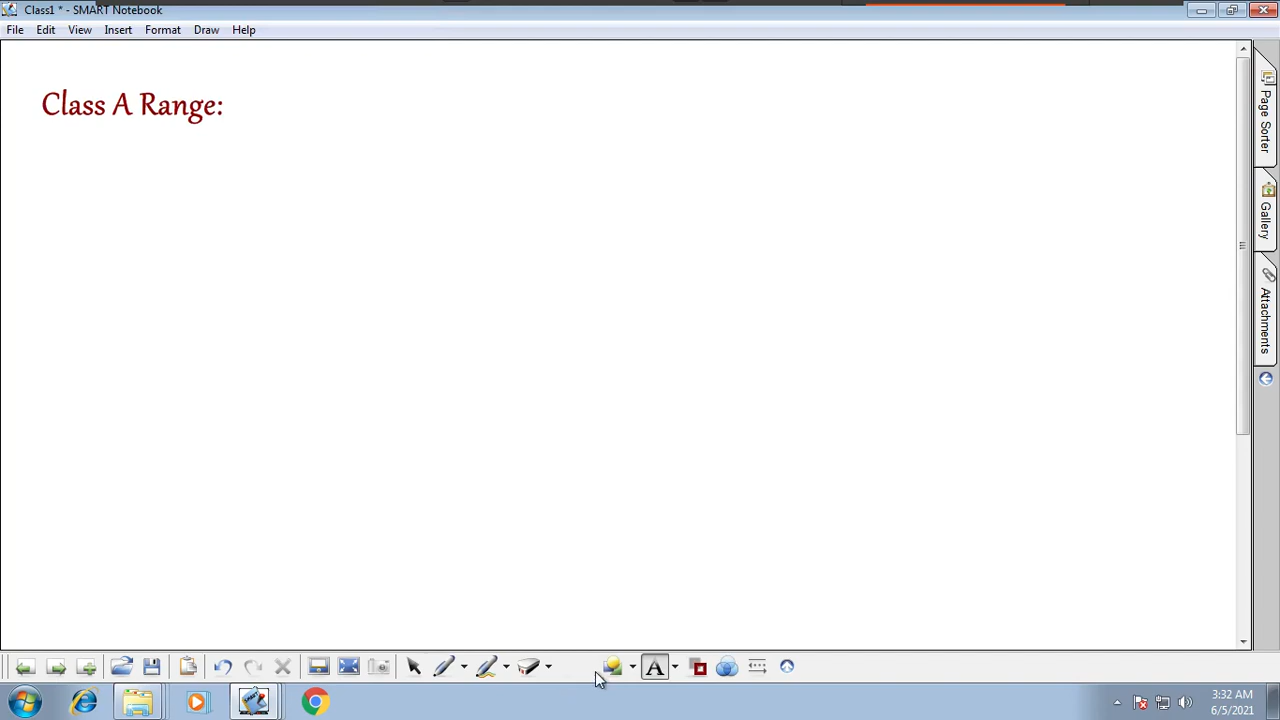 Class1 * - SMART Notebook
File Edit View Insert Format Draw Help
Class A Range:
Page Sorter
Gallery
Attachments
A
3:32 AM
6/5/2021